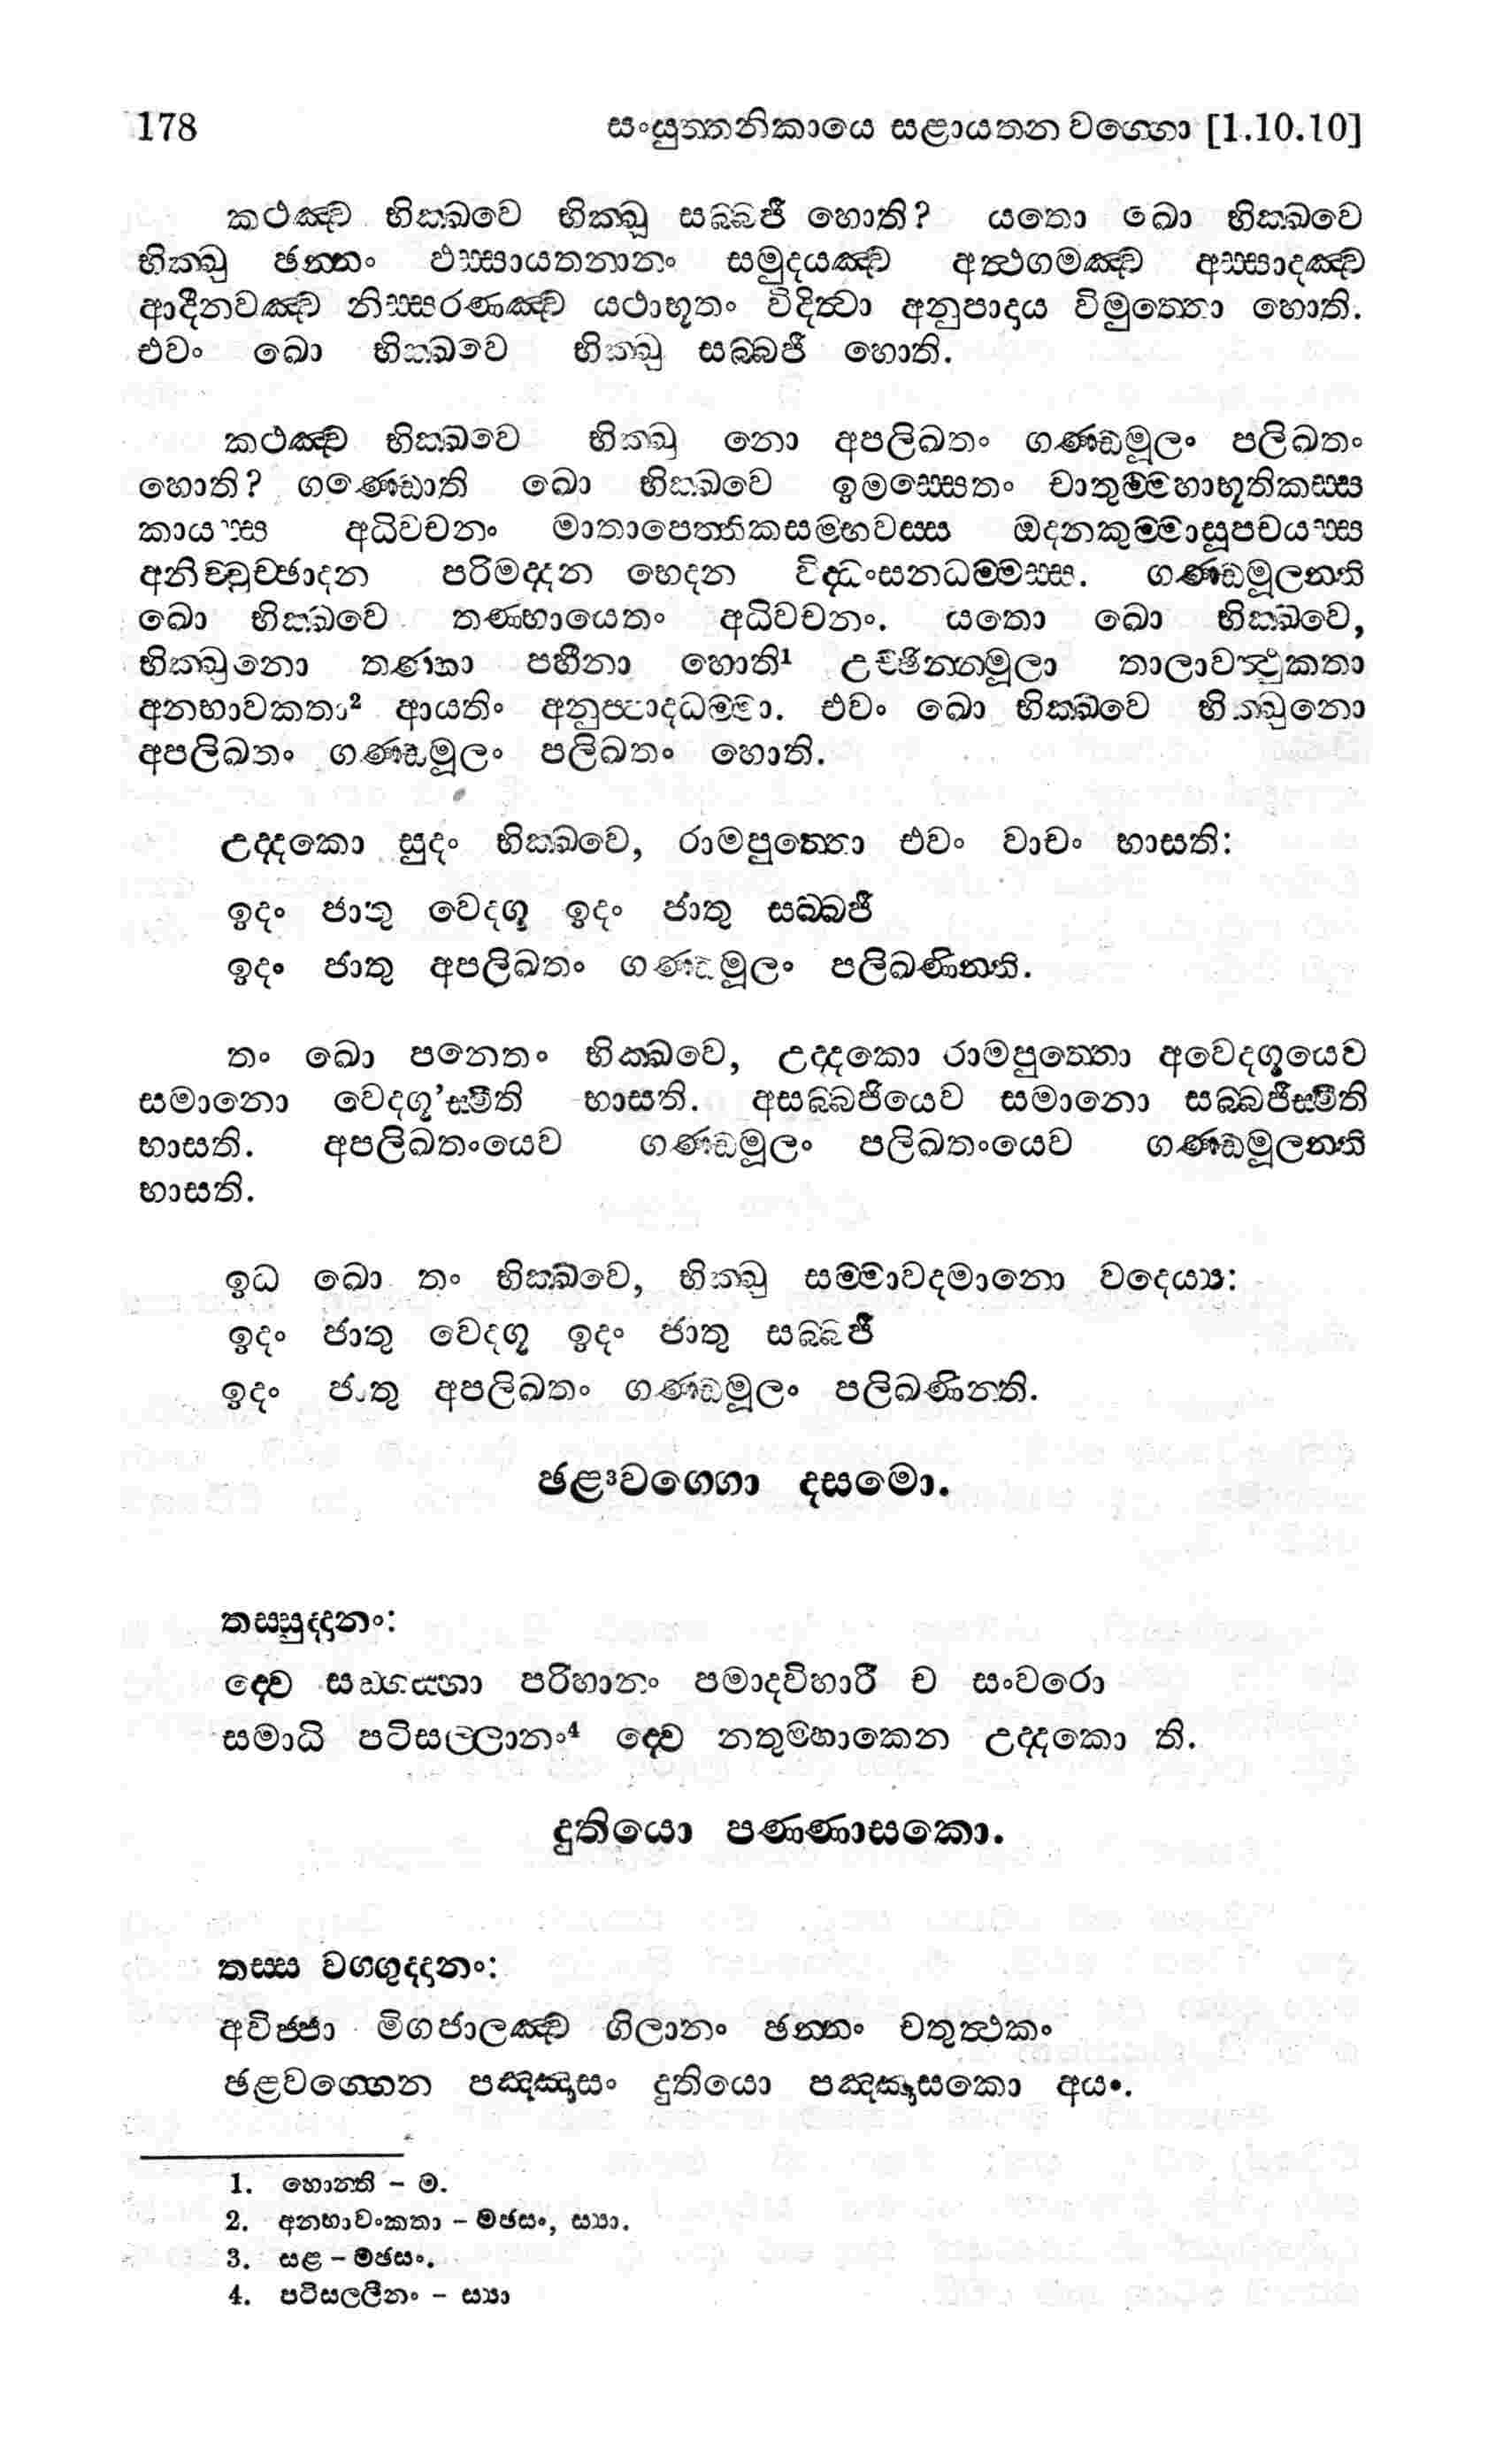 178 සංයුත්තනිකායෙ සළායතන වග්ගො [1.10.10]
කථඤ්ච භික්ඛවෙ භික්ඛු සබ්බජී හොති? යතො ඛො භික්ඛවෙ
භික්ඛු ඡන්නං ඵස්සායතනානං සමුදයඤ්ච අත්ථගමඤ්ච අස්සාදඤ්ච
ආදීනවඤ්ච නිස්සරණඤ්ච යථාභූතං විදිත්වා අනුපාදාය විමුත්තො හොති.
එවං ඛො භික්ඛවෙ භික්ඛු සබ්බජී හොති.
කථඤ්ච භික්ඛවෙ භික්ඛු නො අපලිඛතං ගණ්ඩමූලං පලිඛතං
හොති? ගණ්ඩොති ඛො භික්ඛවෙ ඉමස්සෙතං චාතුම්මහාභූතිකස්ස
කායස්ස අධිවචනං මාතාපෙත්තිකසම්භවස්ස ඔදනකුම්මාසූපචයස්ස
අනිච්චුච්ඡාදන පරිමද්දන භෙදන විද්ධංසනධම්මස්ස. ගණ්ඩමූලන්ති
ඛො භික්ඛවෙ තණ්හායෙතං අධිවචනං. යතො ඛො භික්ඛවෙ,
භික්ඛුනො තණ්හා පහීනා හොති¹ උච්ඡින්නමූලා තාලාවත්ථුකතා
අනභාවකතා² ආයතිං අනුප්පාදධම්මා. එවං ඛො භික්ඛවෙ භික්ඛුනො
අපලිඛතං ගණ්ඩමූලං පලිඛතං හොති.
උද්දකො සුදං භික්ඛවෙ, රාමපුත්තො එවං වාචං භාසති:
ඉදං ජාතු වෙදගූ ඉදං ජාතු සබ්බජී
ඉදං ජාතු අපලිඛතං ගණ්ඩමූලං පලිඛණින්ති.
තං ඛො පනෙතං භික්ඛවෙ, උද්දකො රාමපුත්තො අවෙදගූයෙව
සමානො වෙදගූ'ස්මීති භාසති. අසබ්බජියෙව සමානො සබ්බජීස්මීති
භාසති. අපලිඛතංයෙව ගණ්ඩමූලං පලිඛතංයෙව ගණ්ඩමූලන්ති
භාසති.
ඉධ ඛො තං භික්ඛවෙ, භික්ඛු සම්මාවදමානො වදෙය්‍ය:
ඉදං ජාතු වෙදගූ ඉදං ජාතු සබ්බජී
ඉදං ජාතු අපලිඛතං ගණ්ඩමූලං පලිඛණින්ති.
ඡළ³වග්ගො දසමො.
තස්සුද්දානං:
ද්වෙ සඞ්ගය්හා පරිහානං පමාදවිහාරී ච සංවරො
සමාධි පටිසල්ලානං⁴ ද්වෙ නතුම්හාකෙන උද්දකො ති.
දුතියො පණ්ණාසකො.
තස්ස වග්ගුද්දානං:
අවිජ්ජා මිගජාලඤ්ච ගිලානං ඡන්නං චතුත්ථකං
ඡළවග්ගෙන පඤ්ඤාසං දුතියො පඤ්ඤාසකො අයං.
1. හොන්ති - ම.
2. අනභාවංකතා - මඡසං, ස්‍යා.
3. සළ - මඡසං.
4. පටිසල්ලීනං - ස්‍යා